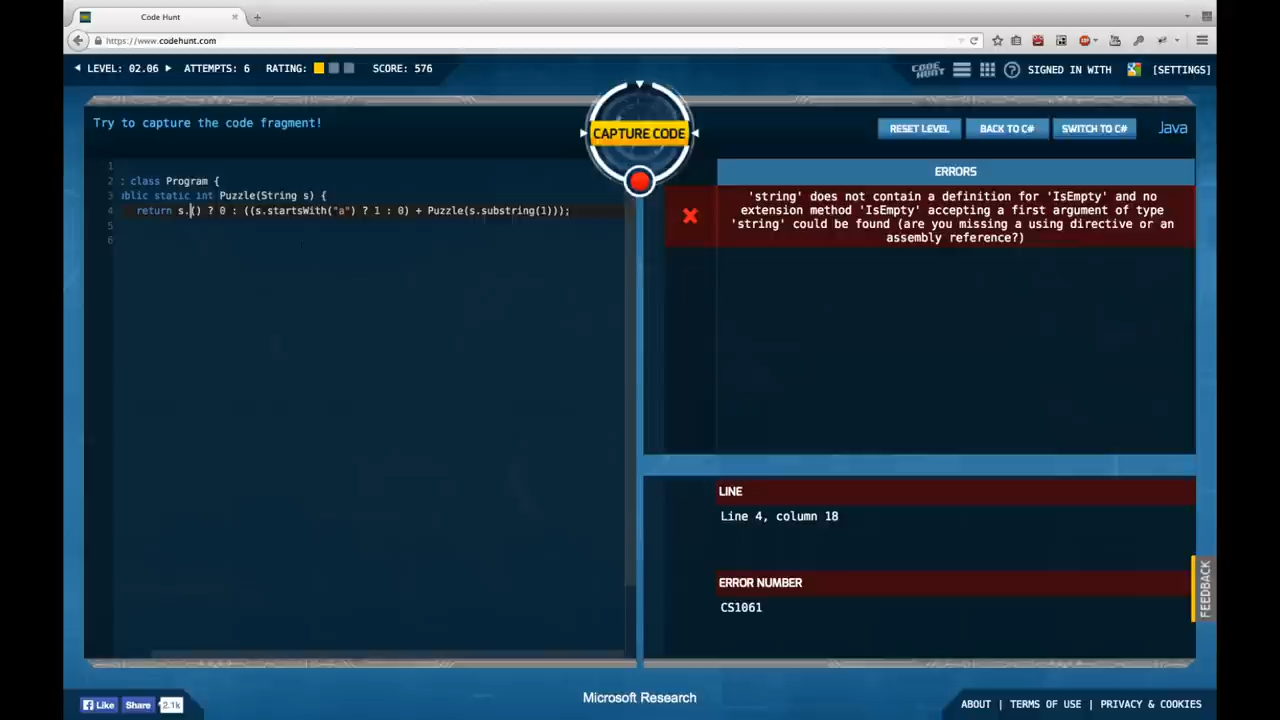 Code Hunt
https://www.codehunt.com
LEVEL: 02.06 ATTEMPTS: 6 RATING: SCORE: 576
CODE HUNT
SIGNED IN WITH [SETTINGS]
Try to capture the code fragment!
CAPTURE CODE
RESET LEVEL BACK TO C# SWITCH TO C# Java
1
2 : class Program {
3 ublic static int Puzzle(String s) {
4 return s.() ? 0 : ((s.startsWith("a") ? 1 : 0) + Puzzle(s.substring(1)));
5
6
ERRORS
'string' does not contain a definition for 'IsEmpty' and no
extension method 'IsEmpty' accepting a first argument of type
'string' could be found (are you missing a using directive or an
assembly reference?)
LINE
Line 4, column 18
ERROR NUMBER
CS1061
FEEDBACK
Like Share 2.1k
Microsoft Research
ABOUT | TERMS OF USE | PRIVACY & COOKIES